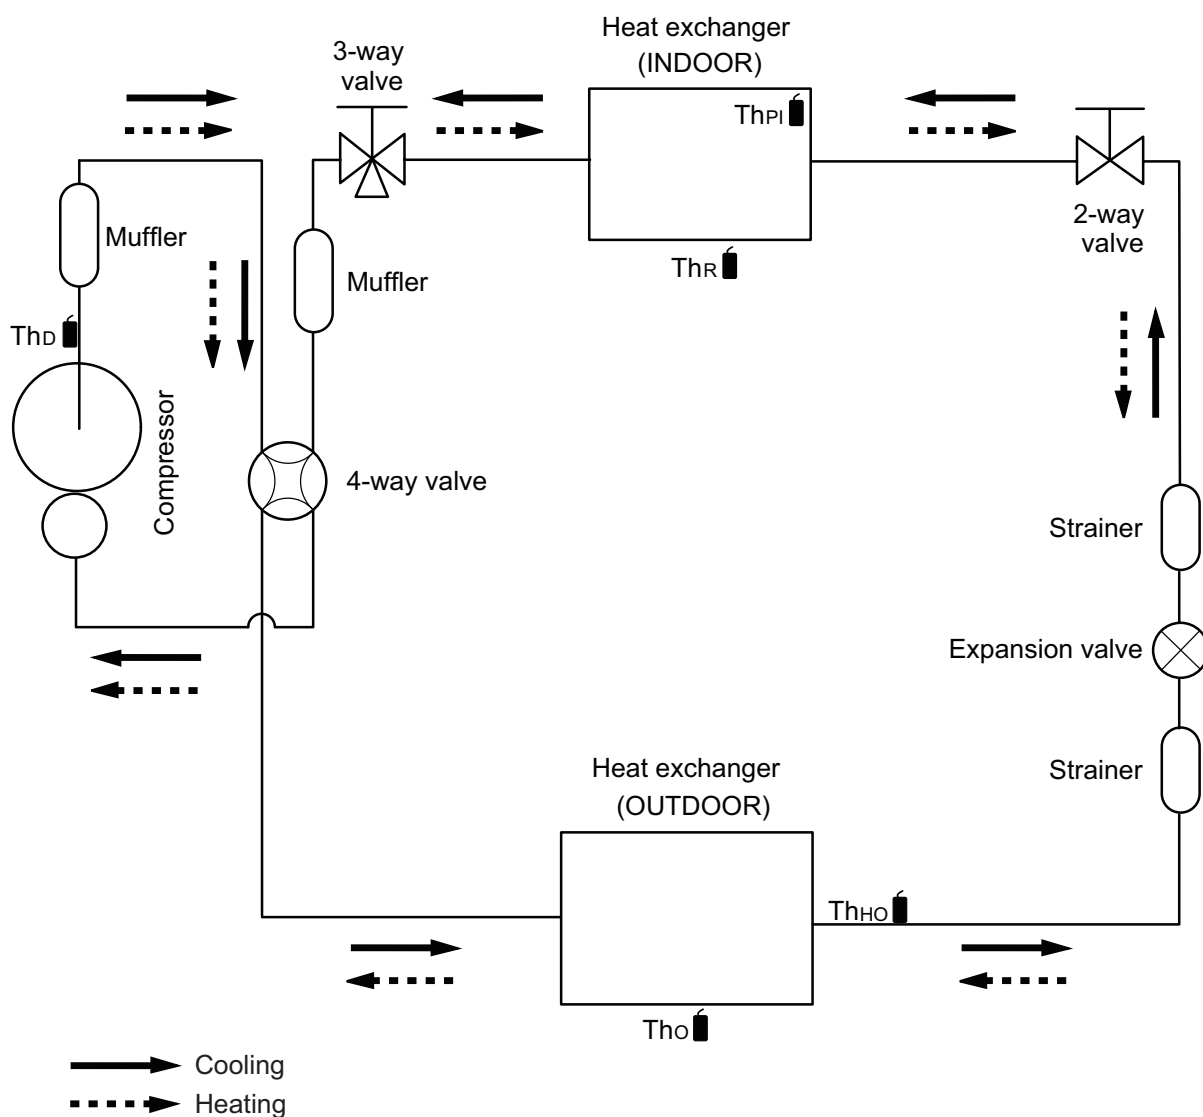 Heat exchanger
(INDOOR)
3-way
valve
ThPI
2-way
valve
Muffler
ThR
Muffler
ThD
Compressor
4-way valve
Strainer
Expansion valve
Strainer
Heat exchanger
(OUTDOOR)
ThHO
ThO
Cooling
Heating